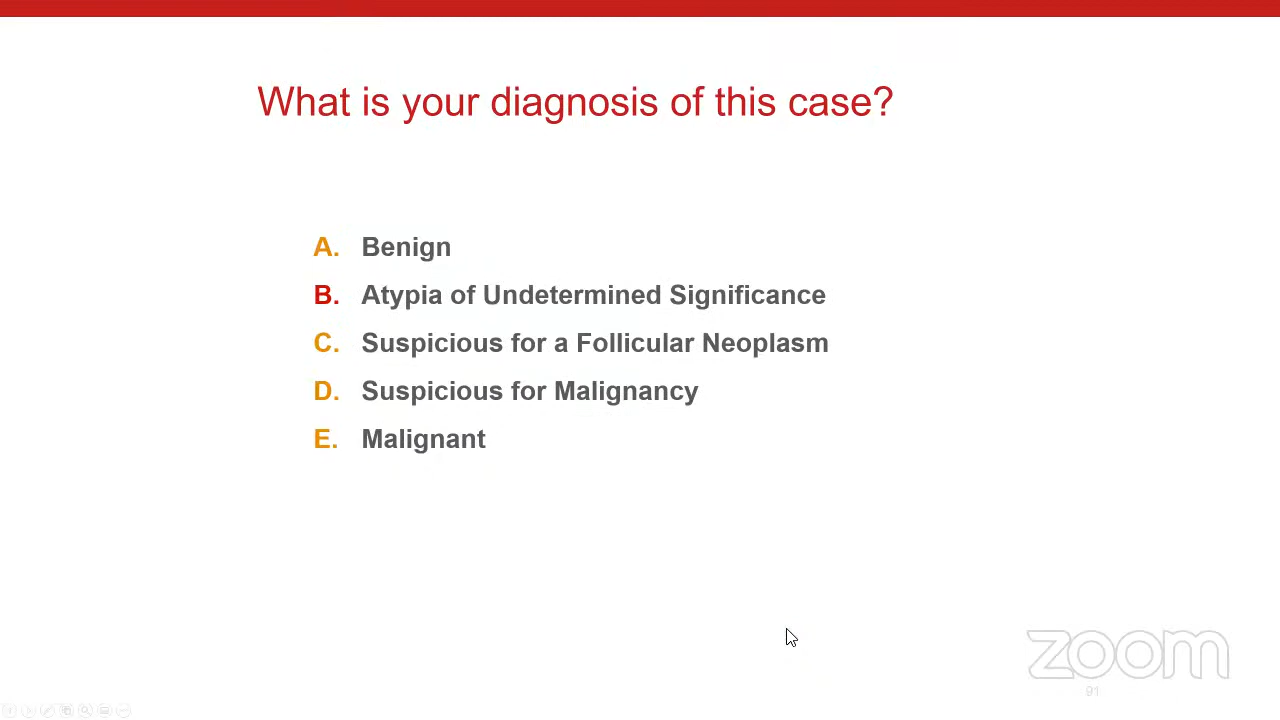 What is your diagnosis of this case?
A. Benign
B. Atypia of Undetermined Significance
C. Suspicious for a Follicular Neoplasm
D. Suspicious for Malignancy
E. Malignant
zoom
91